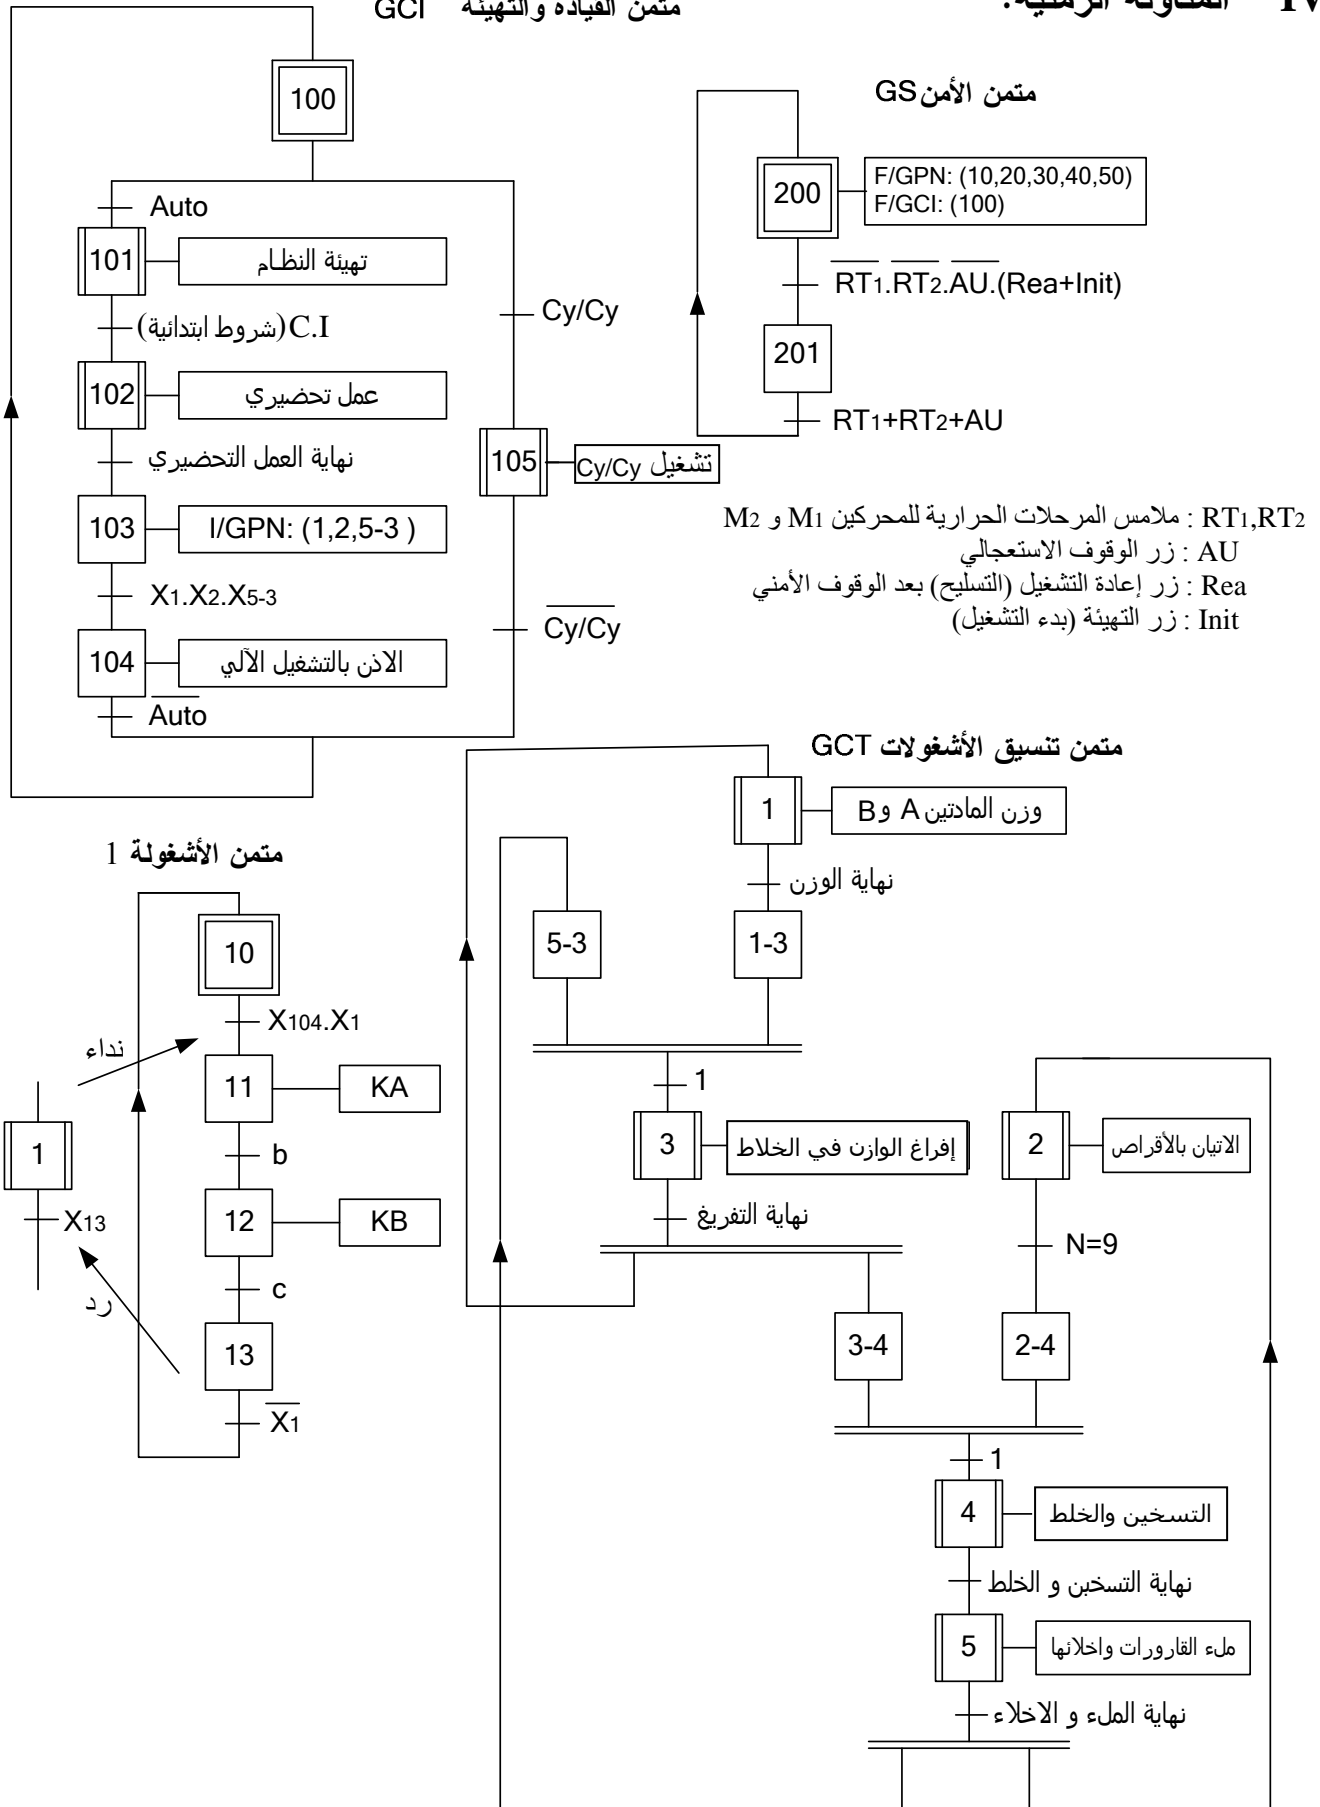 متمن القيادة والتهيئة GCI
IV المناولة الزمنية:
100
Auto
101
تهيئة النظام
C.I(شروط ابتدائية)
102
عمل تحضيري
نهاية العمل التحضيري
103
I/GPN: (1,2,5-3 )
X1.X2.X5-3
104
الاذن بالتشغيل الآلي
Auto
Cy/Cy
105
تشغيل Cy/Cy
Cy/Cy
متمن الأمن GS
200
F/GPN: (10,20,30,40,50)
F/GCI: (100)
RT1.RT2.AU.(Rea+Init)
201
RT1+RT2+AU
RT1,RT2 : ملامس المرحلات الحرارية للمحركين M1 و M2
AU : زر الوقوف الاستعجالي
Rea : زر إعادة التشغيل (التسليح) بعد الوقوف الأمني
Init : زر التهيئة (بدء التشغيل)
متمن تنسيق الأشغولات GCT
1
وزن المادتين A و B
نهاية الوزن
5-3
1-3
1
3
إفراغ الوازن في الخلاط
نهاية التفريغ
2
الاتيان بالأقراص
N=9
3-4
2-4
1
4
التسخين والخلط
نهاية التسخبن و الخلط
5
ملء القارورات واخلائها
نهاية الملء و الاخلاء
متمن الأشغولة 1
10
X104.X1
نداء
11
KA
1
b
X13
12
KB
c
رد
13
X1